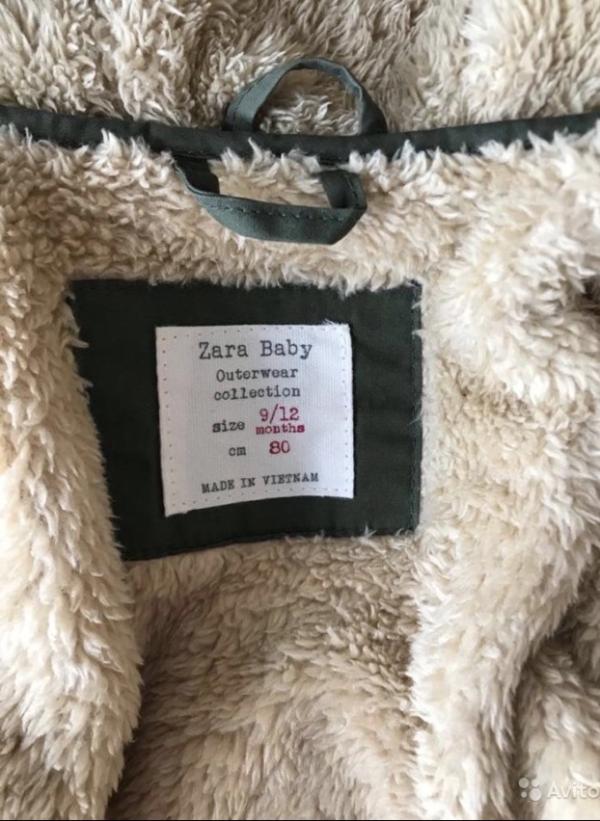 Zara Baby
Outerwear
collection
size 9/12
months
cm 80
MADE IN VIETNAM
Avito